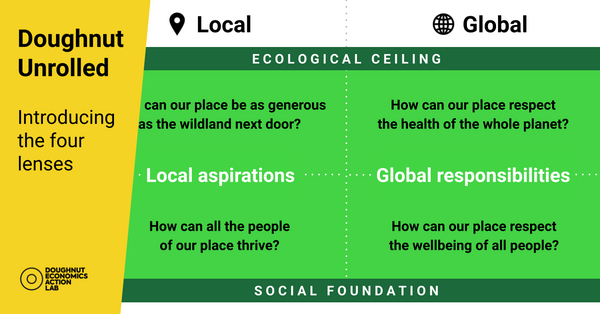 Doughnut
Unrolled
Introducing
the four
lenses
DOUGHNUT
ECONOMICS
ACTION
LAB
Local
Global
ECOLOGICAL CEILING
can our place be as generous
as the wildland next door?
How can our place respect
the health of the whole planet?
Local aspirations
Global responsibilities
How can all the people
of our place thrive?
How can our place respect
the wellbeing of all people?
SOCIAL FOUNDATION